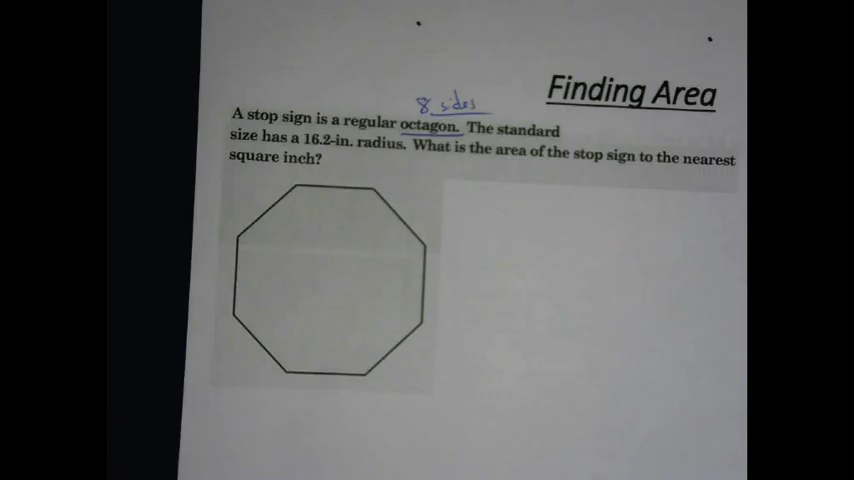 Finding Area
8 sides
A stop sign is a regular octagon. The standard
size has a 16.2-in. radius. What is the area of the stop sign to the nearest
square inch?